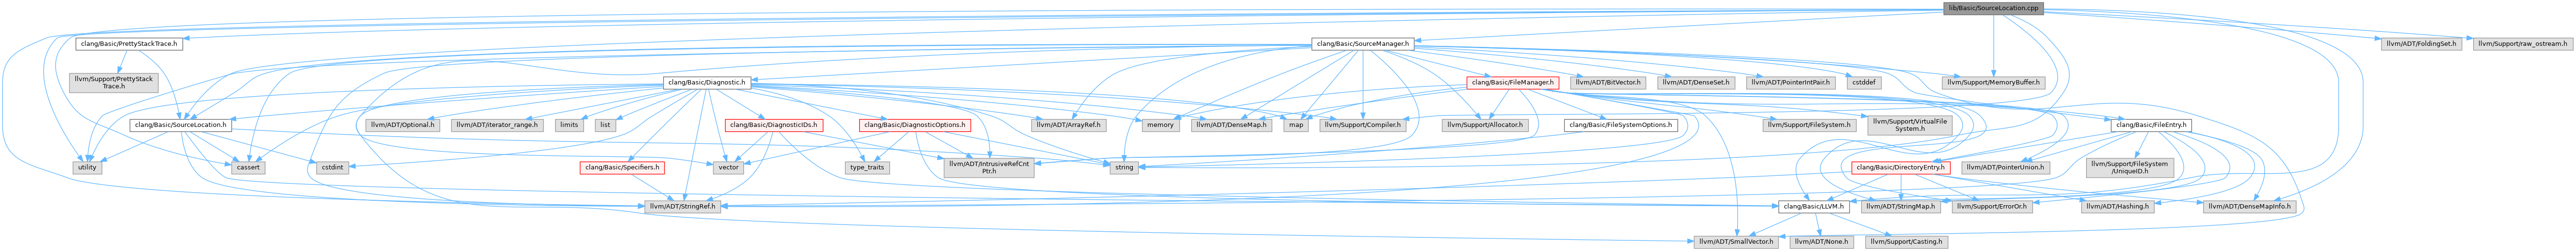 lib/Basic/SourceLocation.cpp
clang/Basic/PrettyStackTrace.h
clang/Basic/SourceManager.h
llvm/ADT/FoldingSet.h
llvm/Support/raw_ostream.h
llvm/Support/PrettyStack
Trace.h
clang/Basic/Diagnostic.h
clang/Basic/FileManager.h
llvm/ADT/BitVector.h
llvm/ADT/DenseSet.h
llvm/ADT/PointerIntPair.h
cstddef
llvm/Support/MemoryBuffer.h
clang/Basic/SourceLocation.h
llvm/ADT/Optional.h
llvm/ADT/iterator_range.h
limits
list
clang/Basic/DiagnosticIDs.h
clang/Basic/DiagnosticOptions.h
llvm/ADT/ArrayRef.h
memory
llvm/ADT/DenseMap.h
map
llvm/Support/Compiler.h
llvm/Support/Allocator.h
clang/Basic/FileSystemOptions.h
llvm/Support/FileSystem.h
llvm/Support/VirtualFile
System.h
clang/Basic/FileEntry.h
utility
cassert
cstdint
clang/Basic/Specifiers.h
vector
type_traits
llvm/ADT/IntrusiveRefCnt
Ptr.h
string
clang/Basic/DirectoryEntry.h
llvm/ADT/PointerUnion.h
llvm/Support/FileSystem
/UniqueID.h
llvm/ADT/StringRef.h
clang/Basic/LLVM.h
llvm/ADT/StringMap.h
llvm/Support/ErrorOr.h
llvm/ADT/Hashing.h
llvm/ADT/DenseMapInfo.h
llvm/ADT/SmallVector.h
llvm/ADT/None.h
llvm/Support/Casting.h